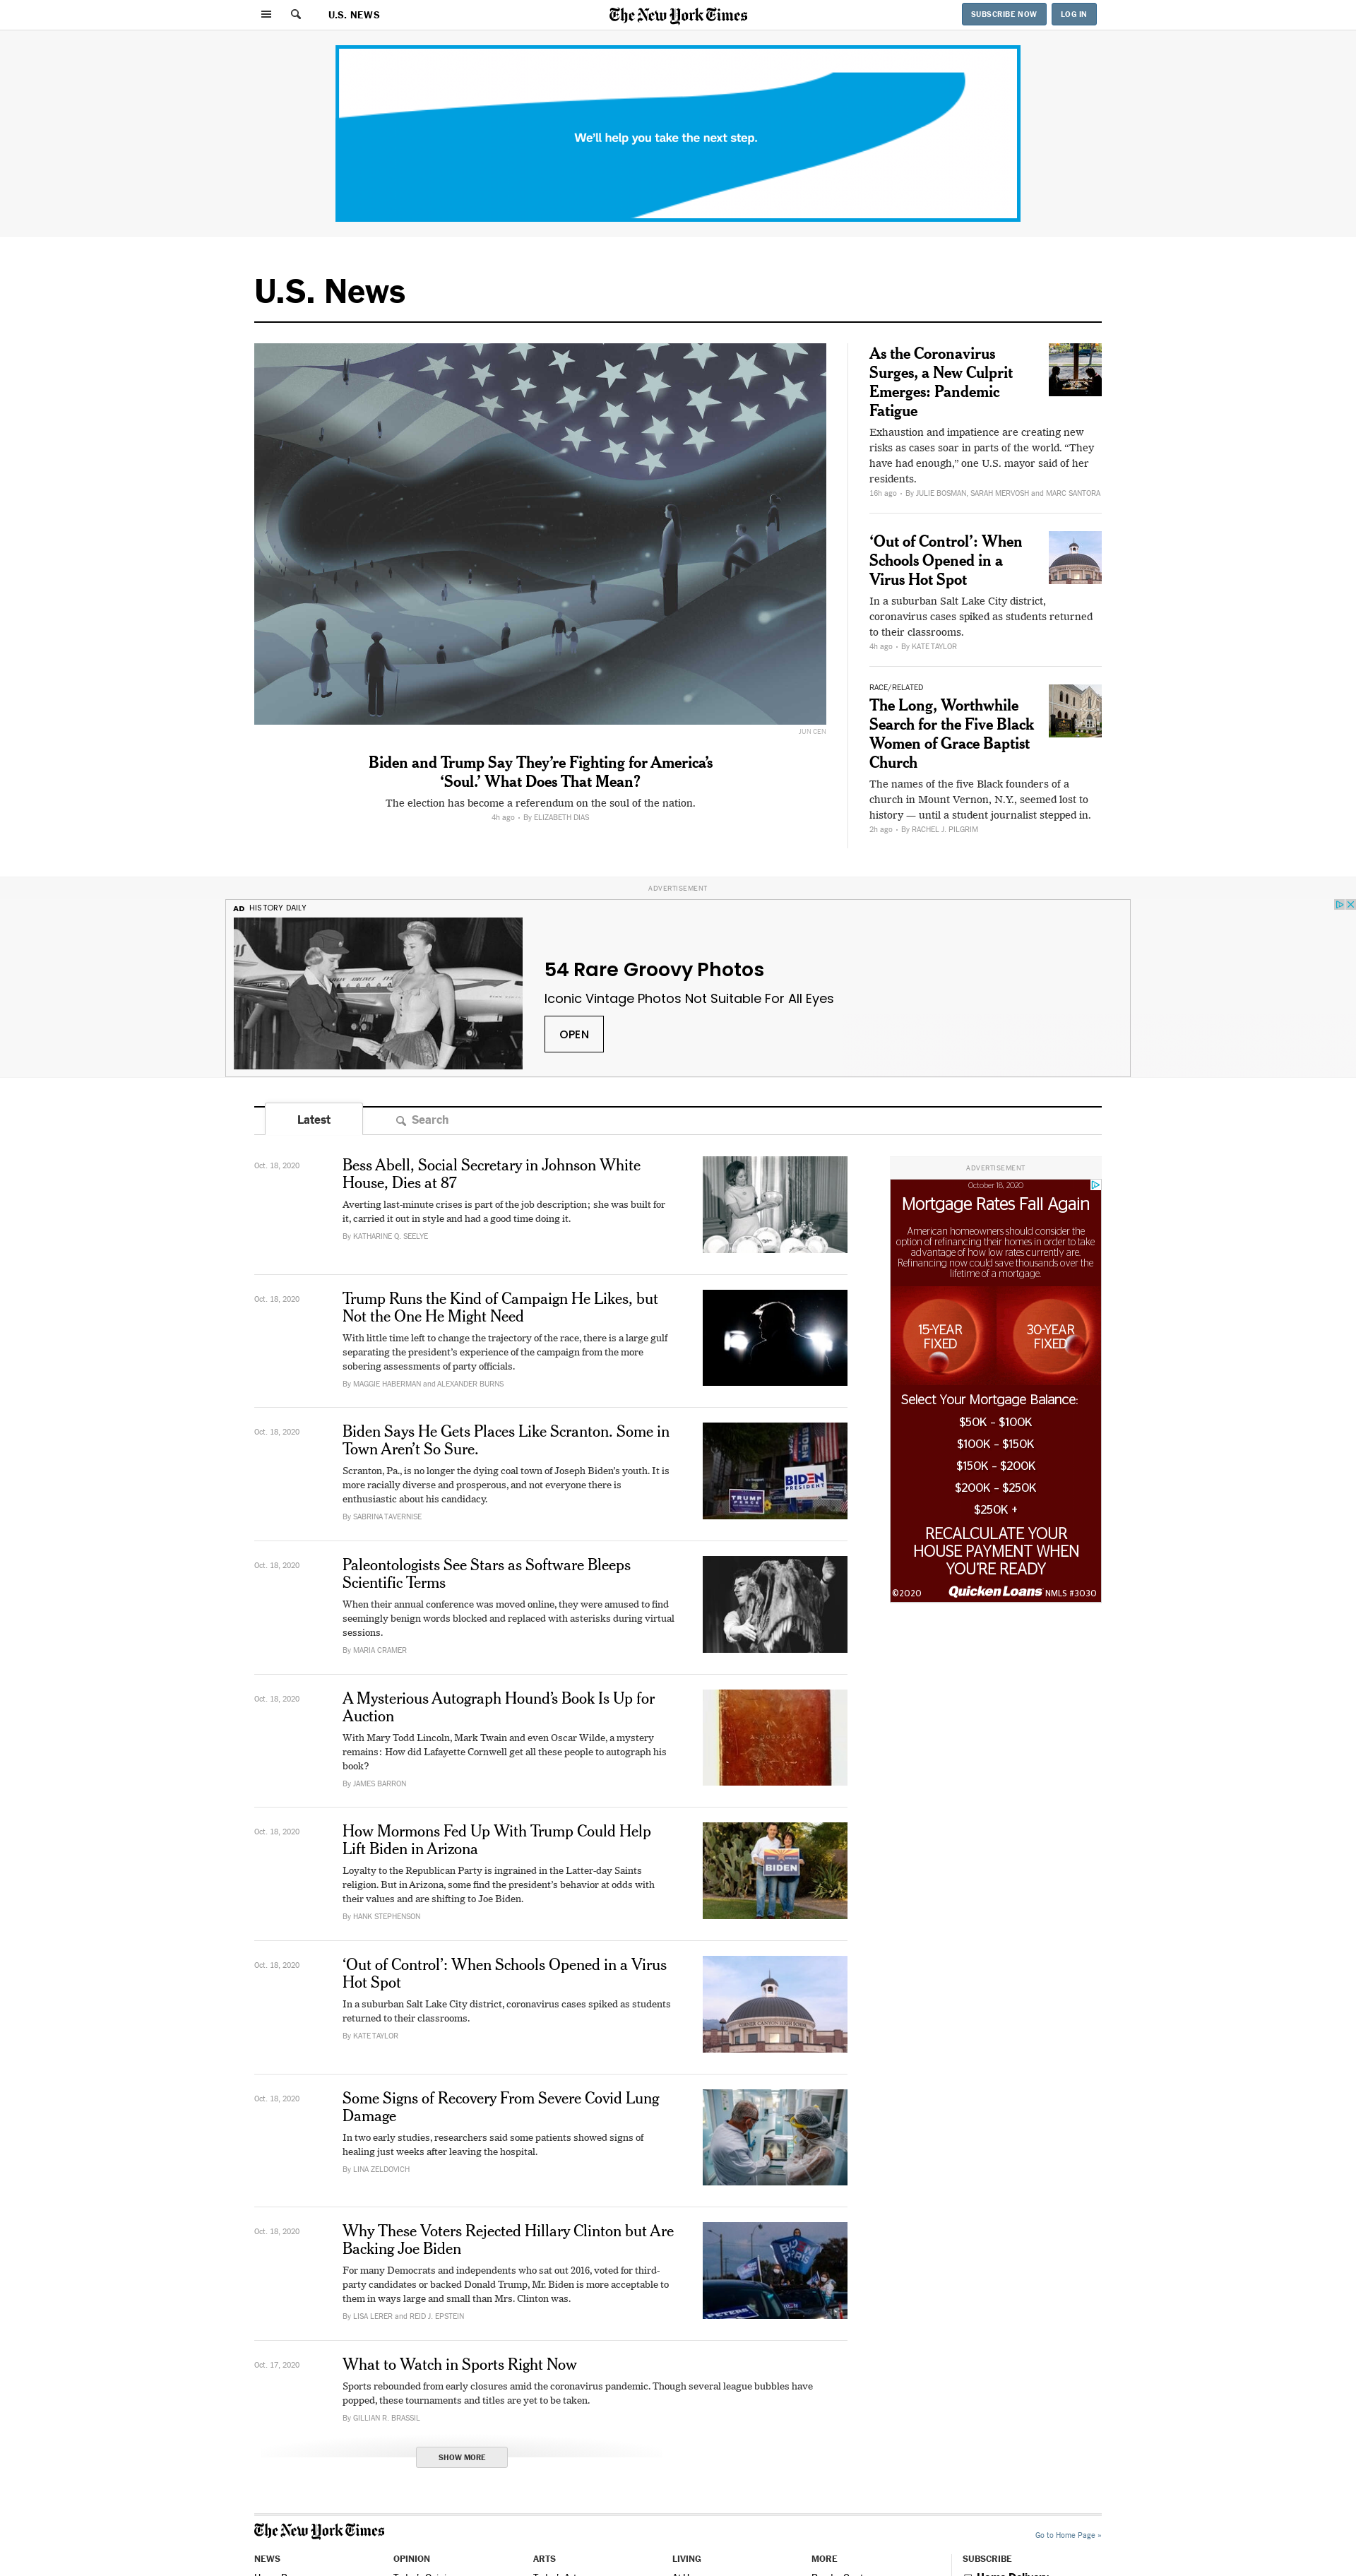 U.S. NEWS
The New York Times
SUBSCRIBE NOW
LOG IN
We'll help you take the next step.
U.S. News
JUN CEN
Biden and Trump Say They're Fighting for America's
'Soul.' What Does That Mean?
The election has become a referendum on the soul of the nation.
4h ago • By ELIZABETH DIAS
As the Coronavirus
Surges, a New Culprit
Emerges: Pandemic
Fatigue
Exhaustion and impatience are creating new
risks as cases soar in parts of the world. “They
have had enough,” one U.S. mayor said of her
residents.
16h ago • By JULIE BOSMAN, SARAH MERVOSH and MARC SANTORA
‘Out of Control’: When
Schools Opened in a
Virus Hot Spot
In a suburban Salt Lake City district,
coronavirus cases spiked as students returned
to their classrooms.
4h ago • By KATE TAYLOR
RACE/RELATED
The Long, Worthwhile
Search for the Five Black
Women of Grace Baptist
Church
The names of the five Black founders of a
church in Mount Vernon, N.Y., seemed lost to
history — until a student journalist stepped in.
2h ago • By RACHEL J. PILGRIM
ADVERTISEMENT
AD HISTORY DAILY
54 Rare Groovy Photos
Iconic Vintage Photos Not Suitable For All Eyes
OPEN
Latest
Search
Oct. 18, 2020
Bess Abell, Social Secretary in Johnson White
House, Dies at 87
Averting last-minute crises is part of the job description; she was built for
it, carried it out in style and had a good time doing it.
By KATHARINE Q. SEELYE
Oct. 18, 2020
Trump Runs the Kind of Campaign He Likes, but
Not the One He Might Need
With little time left to change the trajectory of the race, there is a large gulf
separating the president’s experience of the campaign from the more
sobering assessments of party officials.
By MAGGIE HABERMAN and ALEXANDER BURNS
Oct. 18, 2020
Biden Says He Gets Places Like Scranton. Some in
Town Aren’t So Sure.
Scranton, Pa., is no longer the dying coal town of Joseph Biden’s youth. It is
more racially diverse and prosperous, and not everyone there is
enthusiastic about his candidacy.
By SABRINA TAVERNISE
BIDEN
BIDEN
PRESIDENT
TRUMP
PENCE
Oct. 18, 2020
Paleontologists See Stars as Software Bleeps
Scientific Terms
When their annual conference was moved online, they were amused to find
seemingly benign words blocked and replaced with asterisks during virtual
sessions.
By MARIA CRAMER
Oct. 18, 2020
A Mysterious Autograph Hound’s Book Is Up for
Auction
With Mary Todd Lincoln, Mark Twain and even Oscar Wilde, a mystery
remains: How did Lafayette Cornwell get all these people to autograph his
book?
By JAMES BARRON
Oct. 18, 2020
How Mormons Fed Up With Trump Could Help
Lift Biden in Arizona
Loyalty to the Republican Party is ingrained in the Latter-day Saints
religion. But in Arizona, some find the president’s behavior at odds with
their values and are shifting to Joe Biden.
By HANK STEPHENSON
BIDEN
Oct. 18, 2020
‘Out of Control’: When Schools Opened in a Virus
Hot Spot
In a suburban Salt Lake City district, coronavirus cases spiked as students
returned to their classrooms.
By KATE TAYLOR
Oct. 18, 2020
Some Signs of Recovery From Severe Covid Lung
Damage
In two early studies, researchers said some patients showed signs of
healing just weeks after leaving the hospital.
By LINA ZELDOVICH
Oct. 18, 2020
Why These Voters Rejected Hillary Clinton but Are
Backing Joe Biden
For many Democrats and independents who sat out 2016, voted for third-
party candidates or backed Donald Trump, Mr. Biden is more acceptable to
them in ways large and small than Mrs. Clinton was.
By LISA LERER and REID J. EPSTEIN
BIDEN
PETERS
Oct. 17, 2020
What to Watch in Sports Right Now
Sports rebounded from early closures amid the coronavirus pandemic. Though several league bubbles have
popped, these tournaments and titles are yet to be taken.
By GILLIAN R. BRASSIL
SHOW MORE
ADVERTISEMENT
October 18, 2020
Mortgage Rates Fall Again
American homeowners should consider the
option of refinancing their homes in order to take
advantage of how low rates currently are.
Refinancing now could save thousands over the
lifetime of a mortgage.
15-YEAR
FIXED
30-YEAR
FIXED
Select Your Mortgage Balance:
$50K - $100K
$100K - $150K
$150K - $200K
$200K - $250K
$250K +
RECALCULATE YOUR
HOUSE PAYMENT WHEN
YOU'RE READY
©2020 Quicken Loans NMLS #3030
The New York Times
Go to Home Page »
NEWS
OPINION
ARTS
LIVING
MORE
SUBSCRIBE